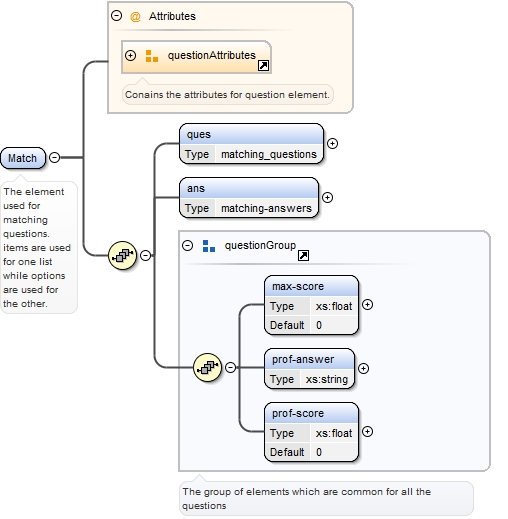 @ Attributes
questionAttributes
Conains the attributes for question element.
Match
The element
used for
matching
questions.
items are used
for one list
while options
are used for
the other.
ques
Type matching_questions
ans
Type matching-answers
questionGroup
max-score
Type xs:float
Default 0
prof-answer
Type xs:string
prof-score
Type xs:float
Default 0
The group of elements which are common for all the
questions